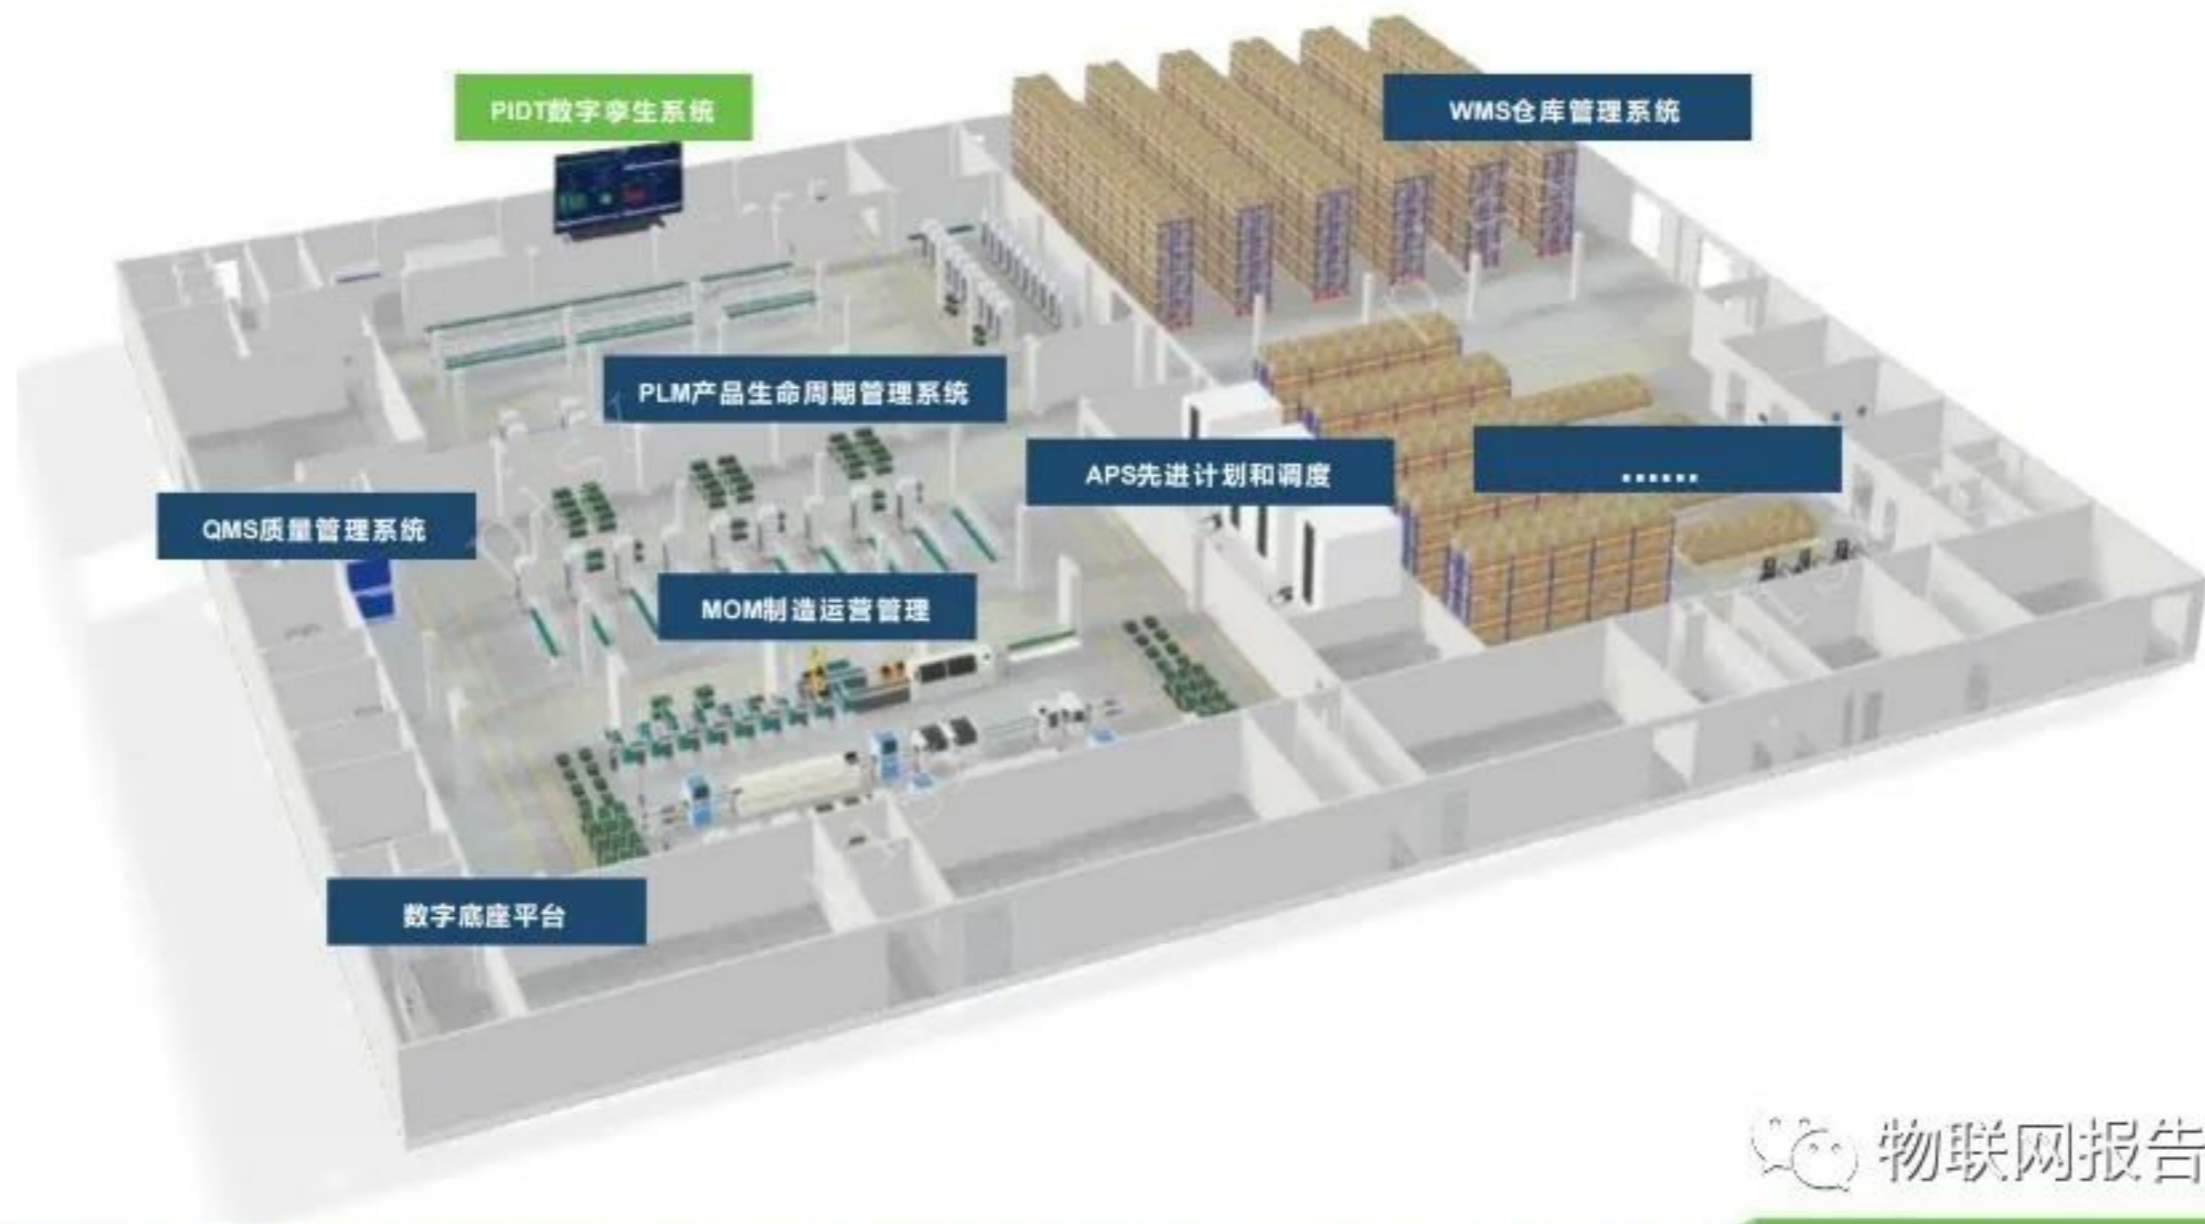 PIDT数字孪生系统
WMS仓库管理系统
PLM产品生命周期管理系统
APS先进计划和调度
......
QMS质量管理系统
MOM制造运营管理
数字底座平台
物联网报告